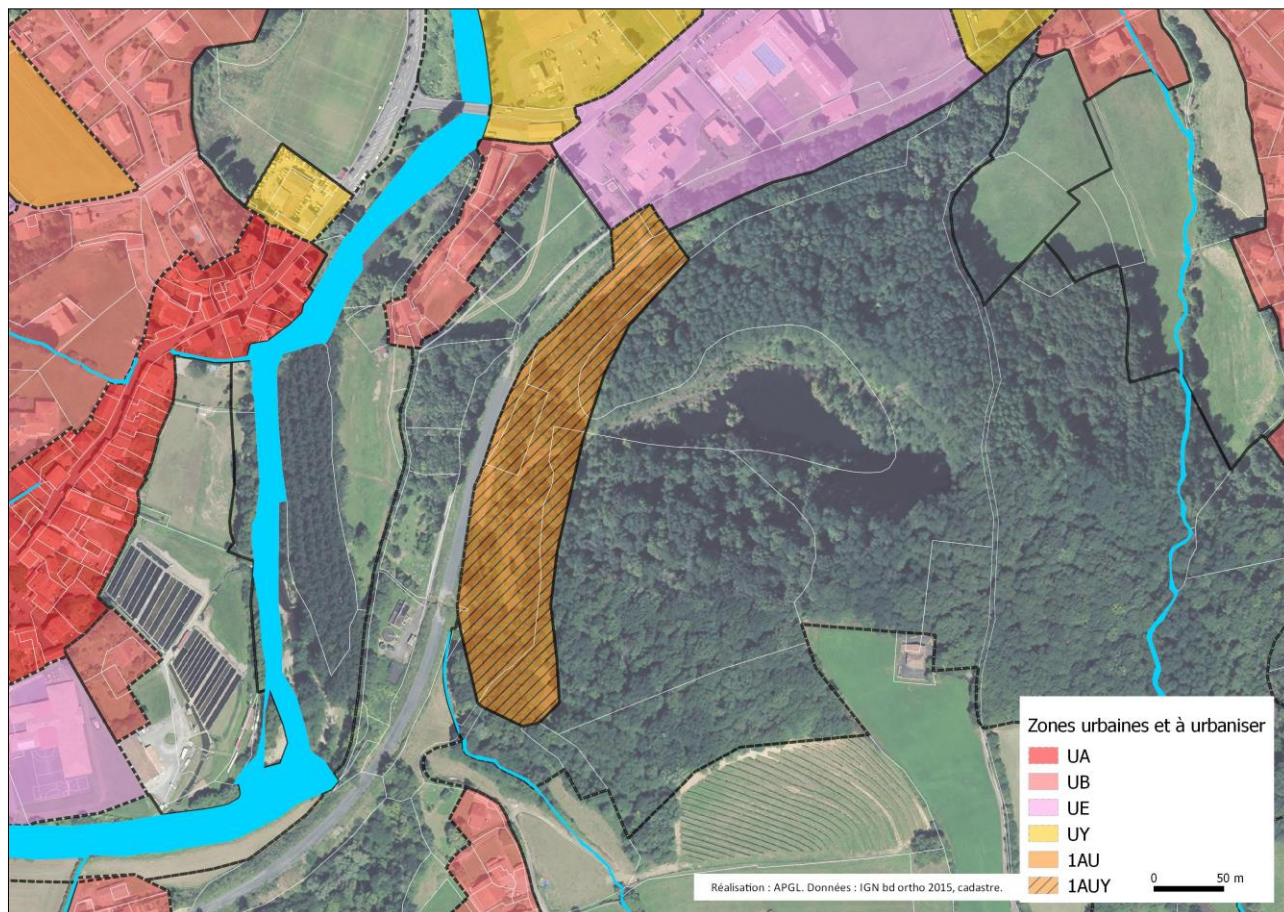 Zones urbaines et à urbaniser
UA
UB
UE
UY
1AU
1AUY
0 50 m
Réalisation : APGL. Données : IGN bd ortho 2015, cadastre.